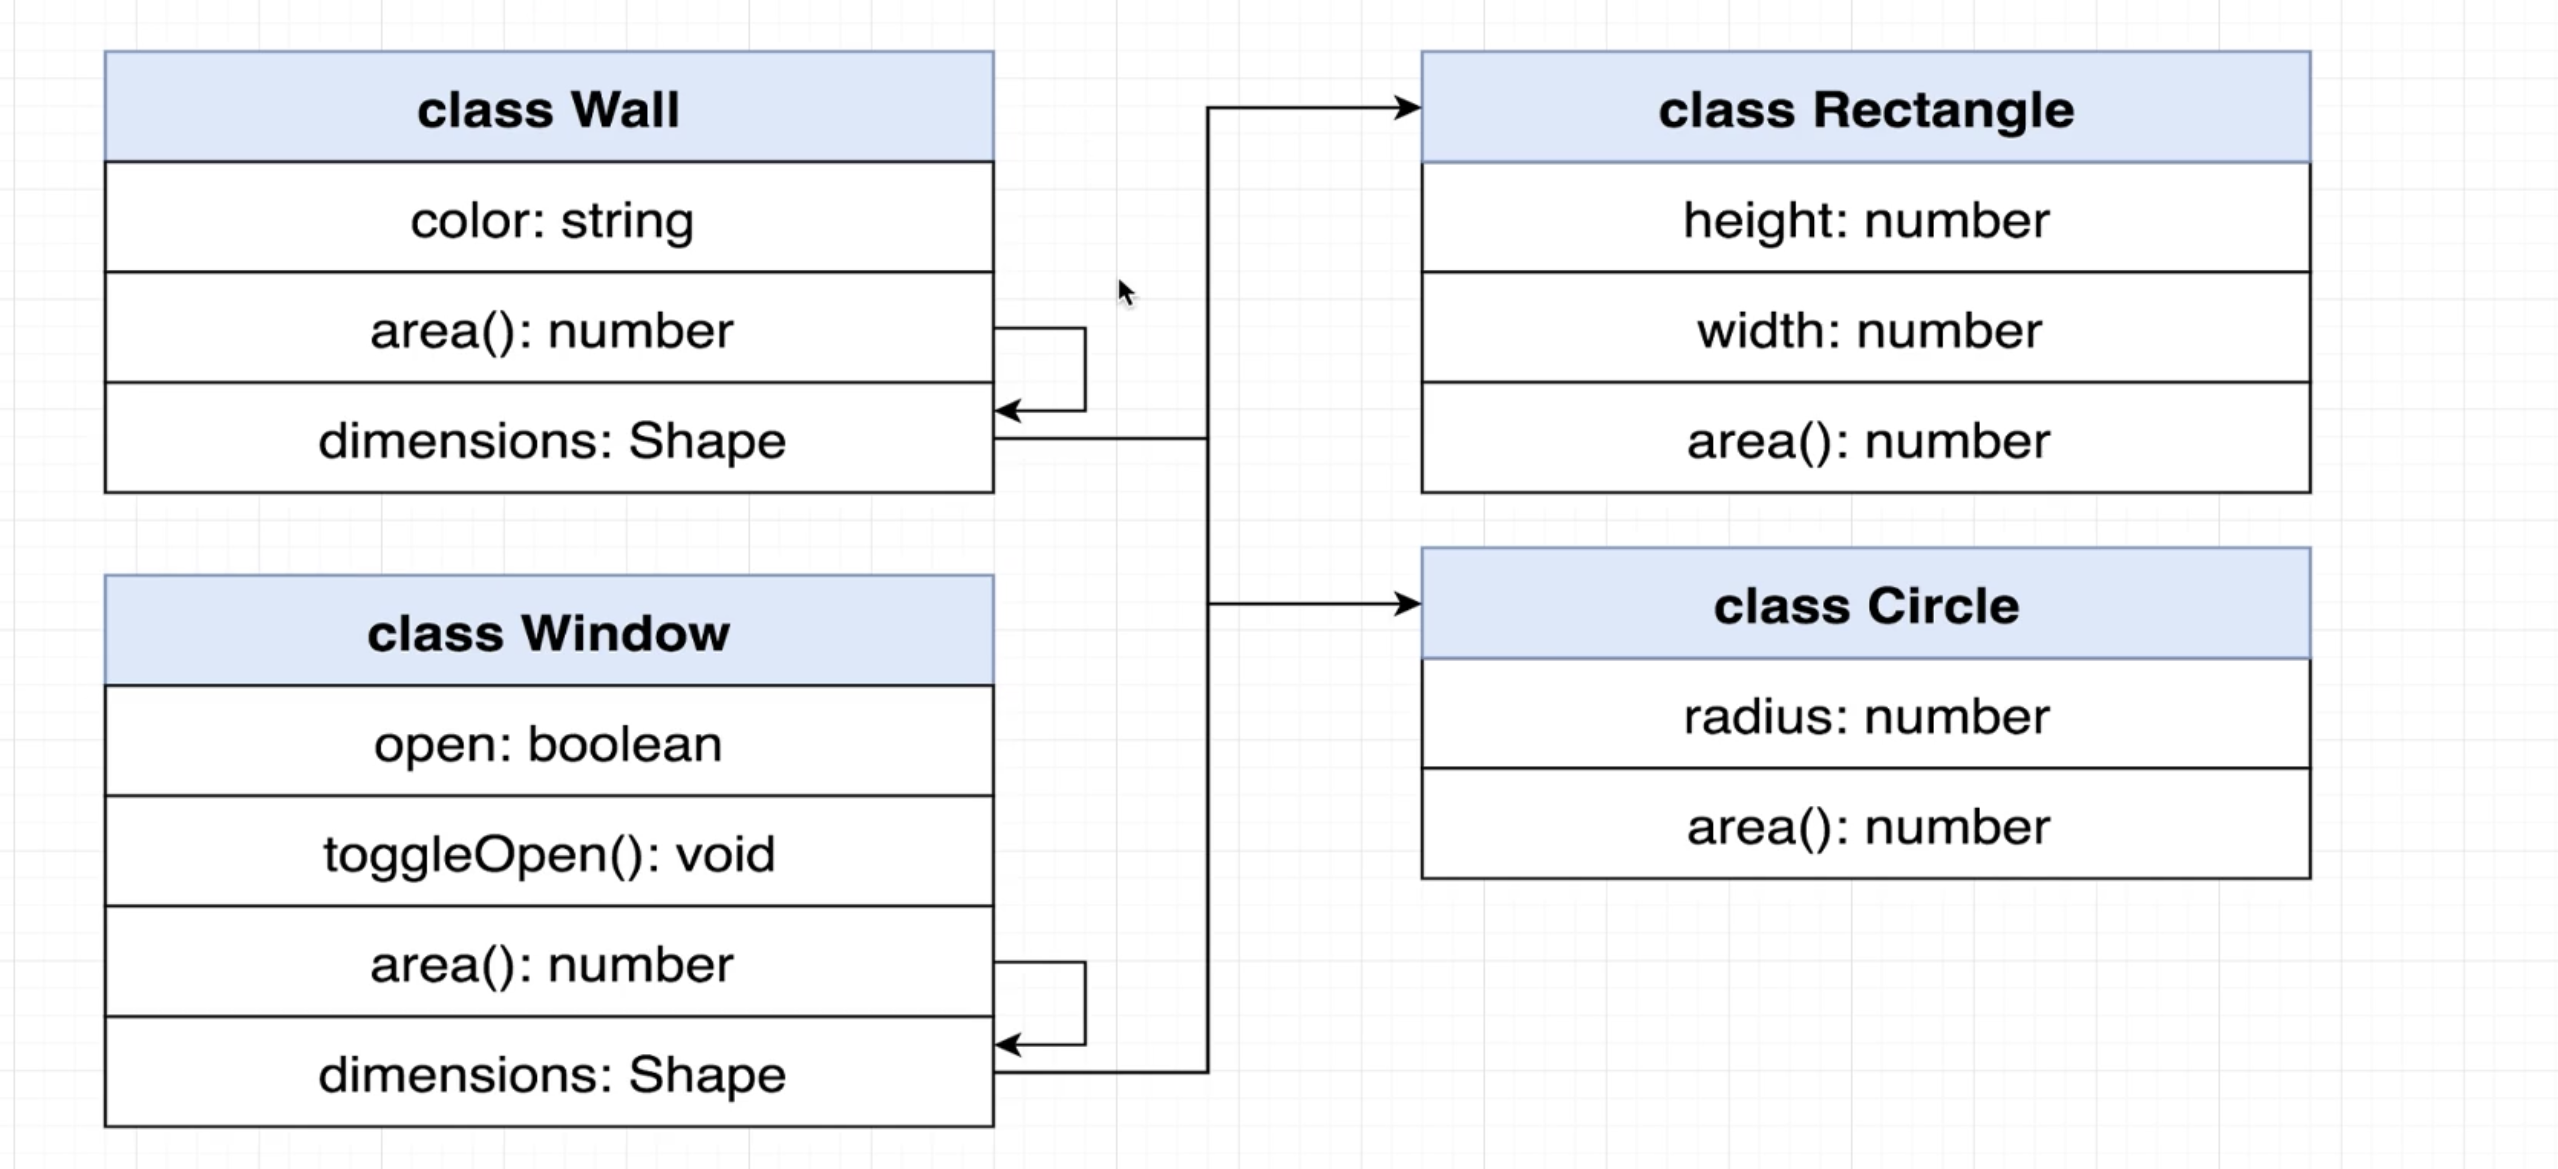 class Wall
color: string
area(): number
dimensions: Shape
class Window
open: boolean
toggleOpen(): void
area(): number
dimensions: Shape
class Rectangle
height: number
width: number
area(): number
class Circle
radius: number
area(): number